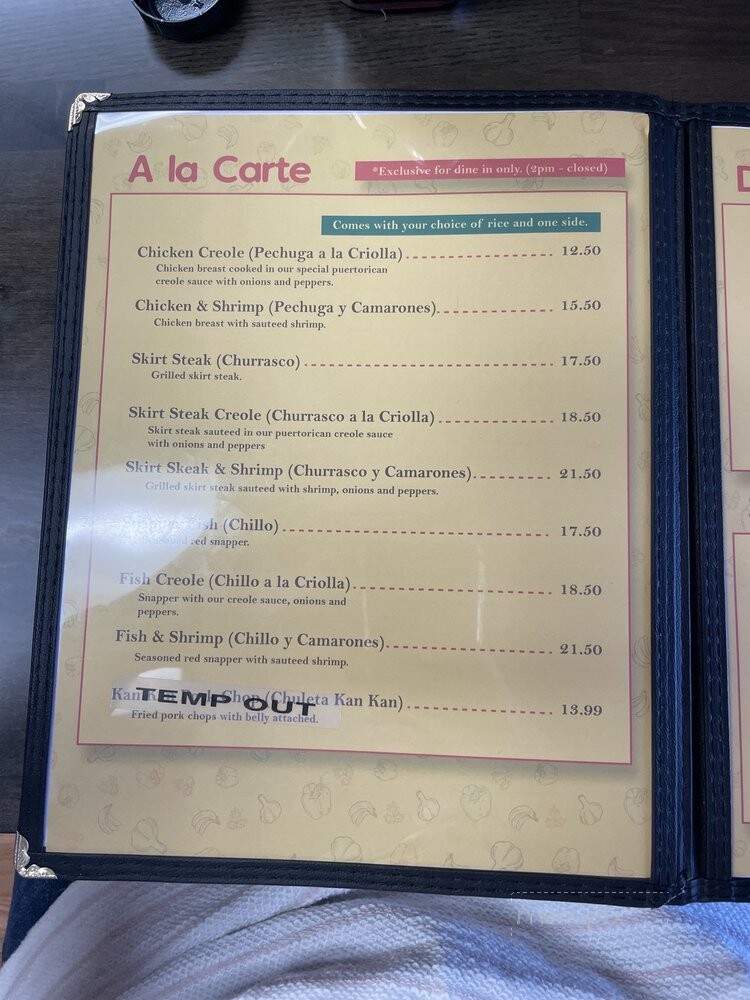 A la Carte
*Exclusive for dine in only. (2pm - closed)
Comes with your choice of rice and one side.
Chicken Creole (Pechuga a la Criolla) 12.50
Chicken breast cooked in our special puertorican
creole sauce with onions and peppers.
Chicken & Shrimp (Pechuga y Camarones) 15.50
Chicken breast with sauteed shrimp.
Skirt Steak (Churrasco) 17.50
Grilled skirt steak.
Skirt Steak Creole (Churrasco a la Criolla) 18.50
Skirt steak sauteed in our puertorican creole sauce
with onions and peppers
Skirt Skeak & Shrimp (Churrasco y Camarones) 21.50
Grilled skirt steak sauteed with shrimp, onions and peppers.
(Chillo) 17.50
red snapper.
Fish Creole (Chillo a la Criolla) 18.50
Snapper with our creole sauce, onions and
peppers.
Fish & Shrimp (Chillo y Camarones) 21.50
Seasoned red snapper with sauteed shrimp.
Kan Chop (Chuleta Kan Kan) 13.99
TEMP OUT
Fried pork chops with belly attached.
D